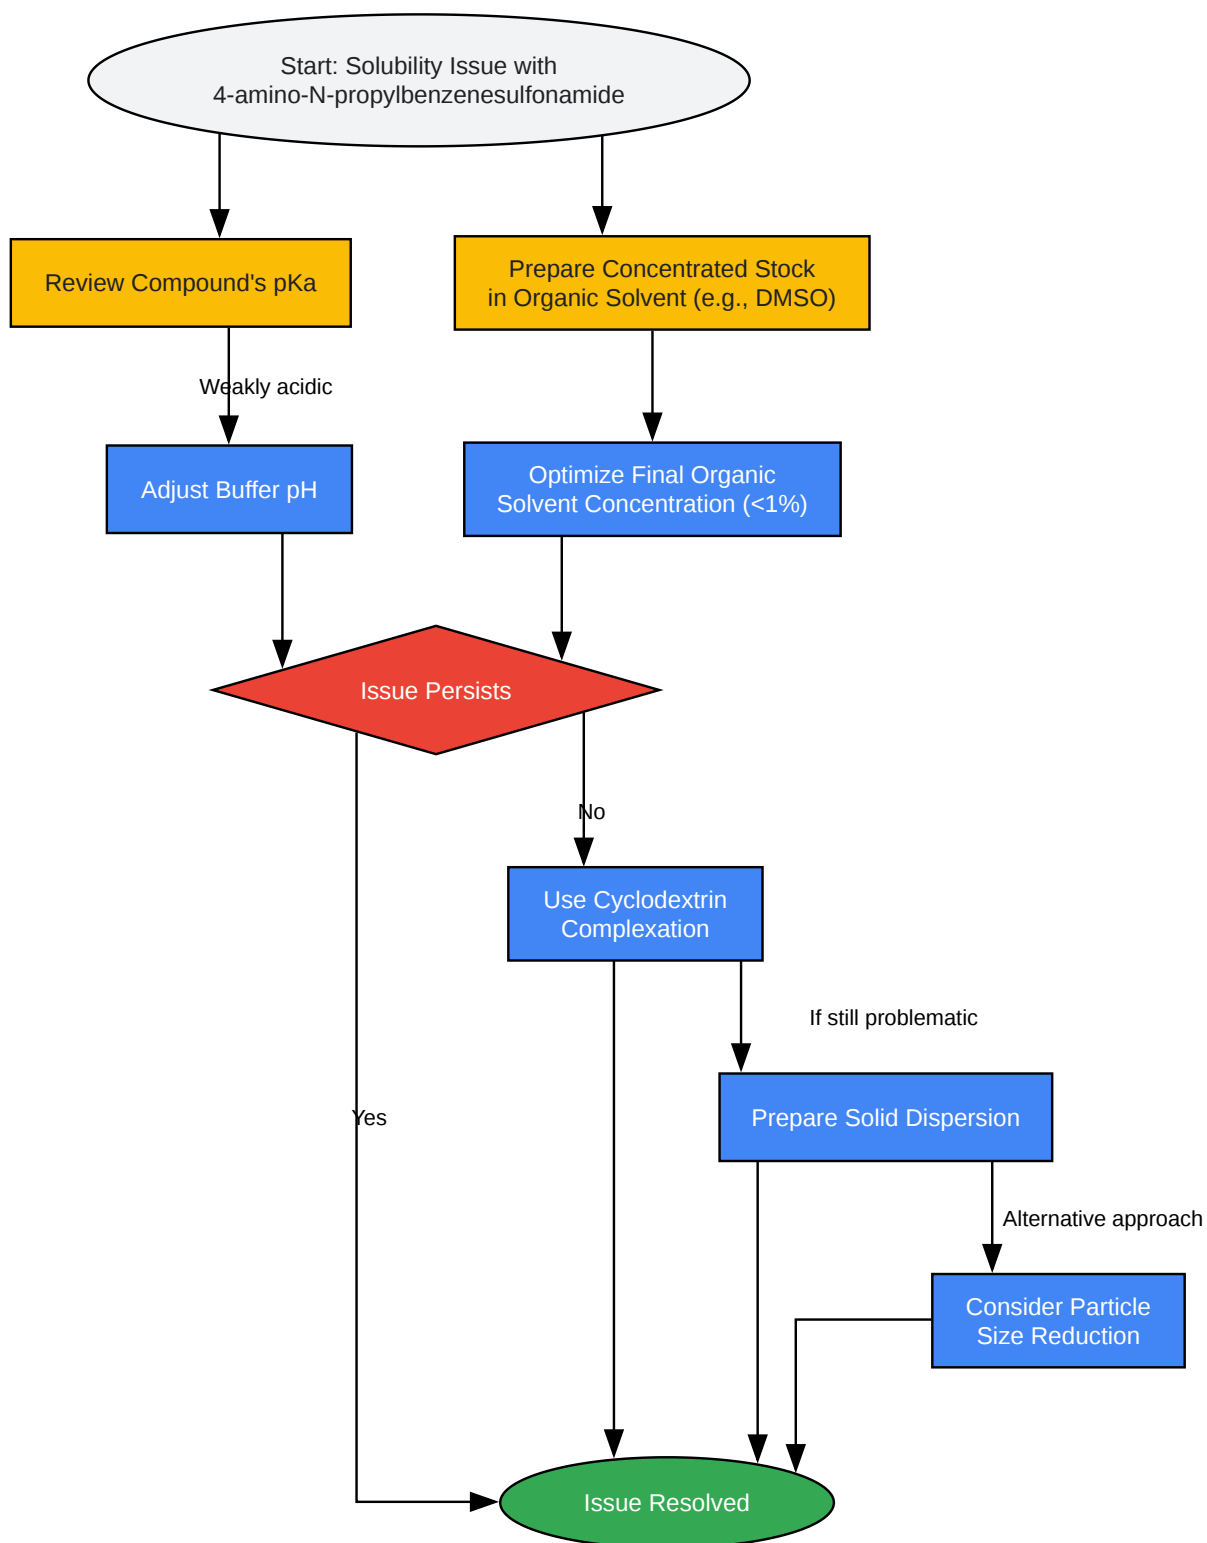 Start: Solubility Issue with
4-amino-N-propylbenzenesulfonamide
Review Compound's pKa
Prepare Concentrated Stock
in Organic Solvent (e.g., DMSO)
Weakly acidic
Adjust Buffer pH
Optimize Final Organic
Solvent Concentration (<1%)
Issue Persists
No
Use Cyclodextrin
Complexation
If still problematic
Yes
Prepare Solid Dispersion
Alternative approach
Consider Particle
Size Reduction
Issue Resolved